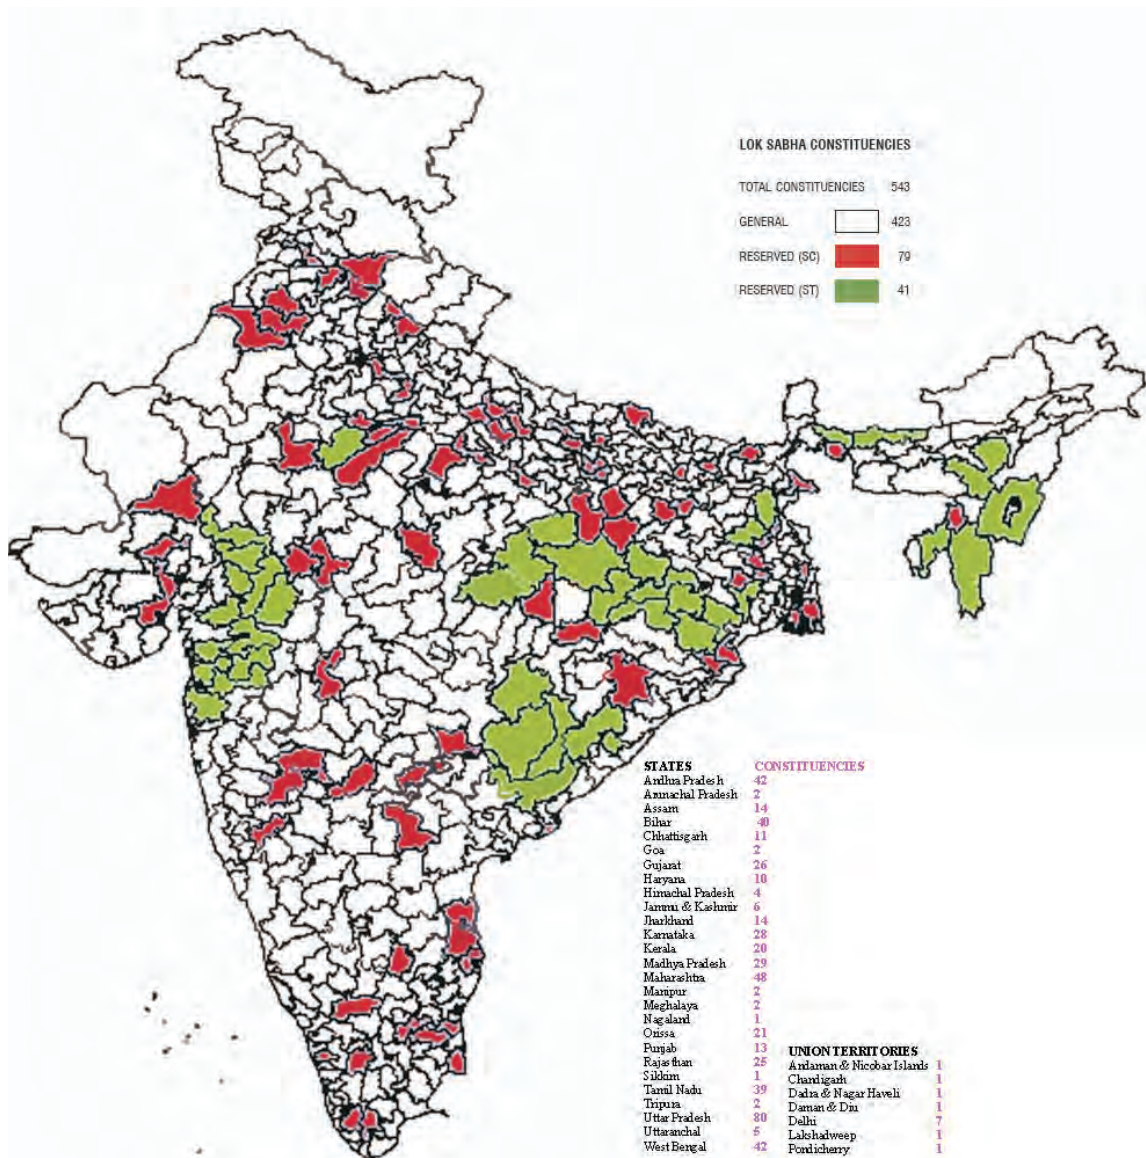 LOK SABHA CONSTITUENCIES
TOTAL CONSTITUENCIES 543
GENERAL 423
RESERVED (SC) 79
RESERVED (ST) 41
STATES CONSTITUENCIES
Andhra Pradesh 42
Arunachal Pradesh 2
Assam 14
Bihar 40
Chhattisgarh 11
Goa 2
Gujarat 26
Haryana 10
Himachal Pradesh 4
Jammu & Kashmir 6
Jharkhand 14
Karnataka 28
Kerala 20
Madhya Pradesh 29
Maharashtra 48
Manipur 2
Meghalaya 2
Nagaland 1
Orissa 21
Punjab 13
Rajasthan 25
Sikkim 1
Tamil Nadu 39
Tripura 2
Uttar Pradesh 80
Uttaranchal 5
West Bengal 42
UNION TERRITORIES
Andaman & Nicobar Islands 1
Chandigarh 1
Dadra & Nagar Haveli 1
Daman & Diu 1
Delhi 7
Lakshadweep 1
Pondicherry 1